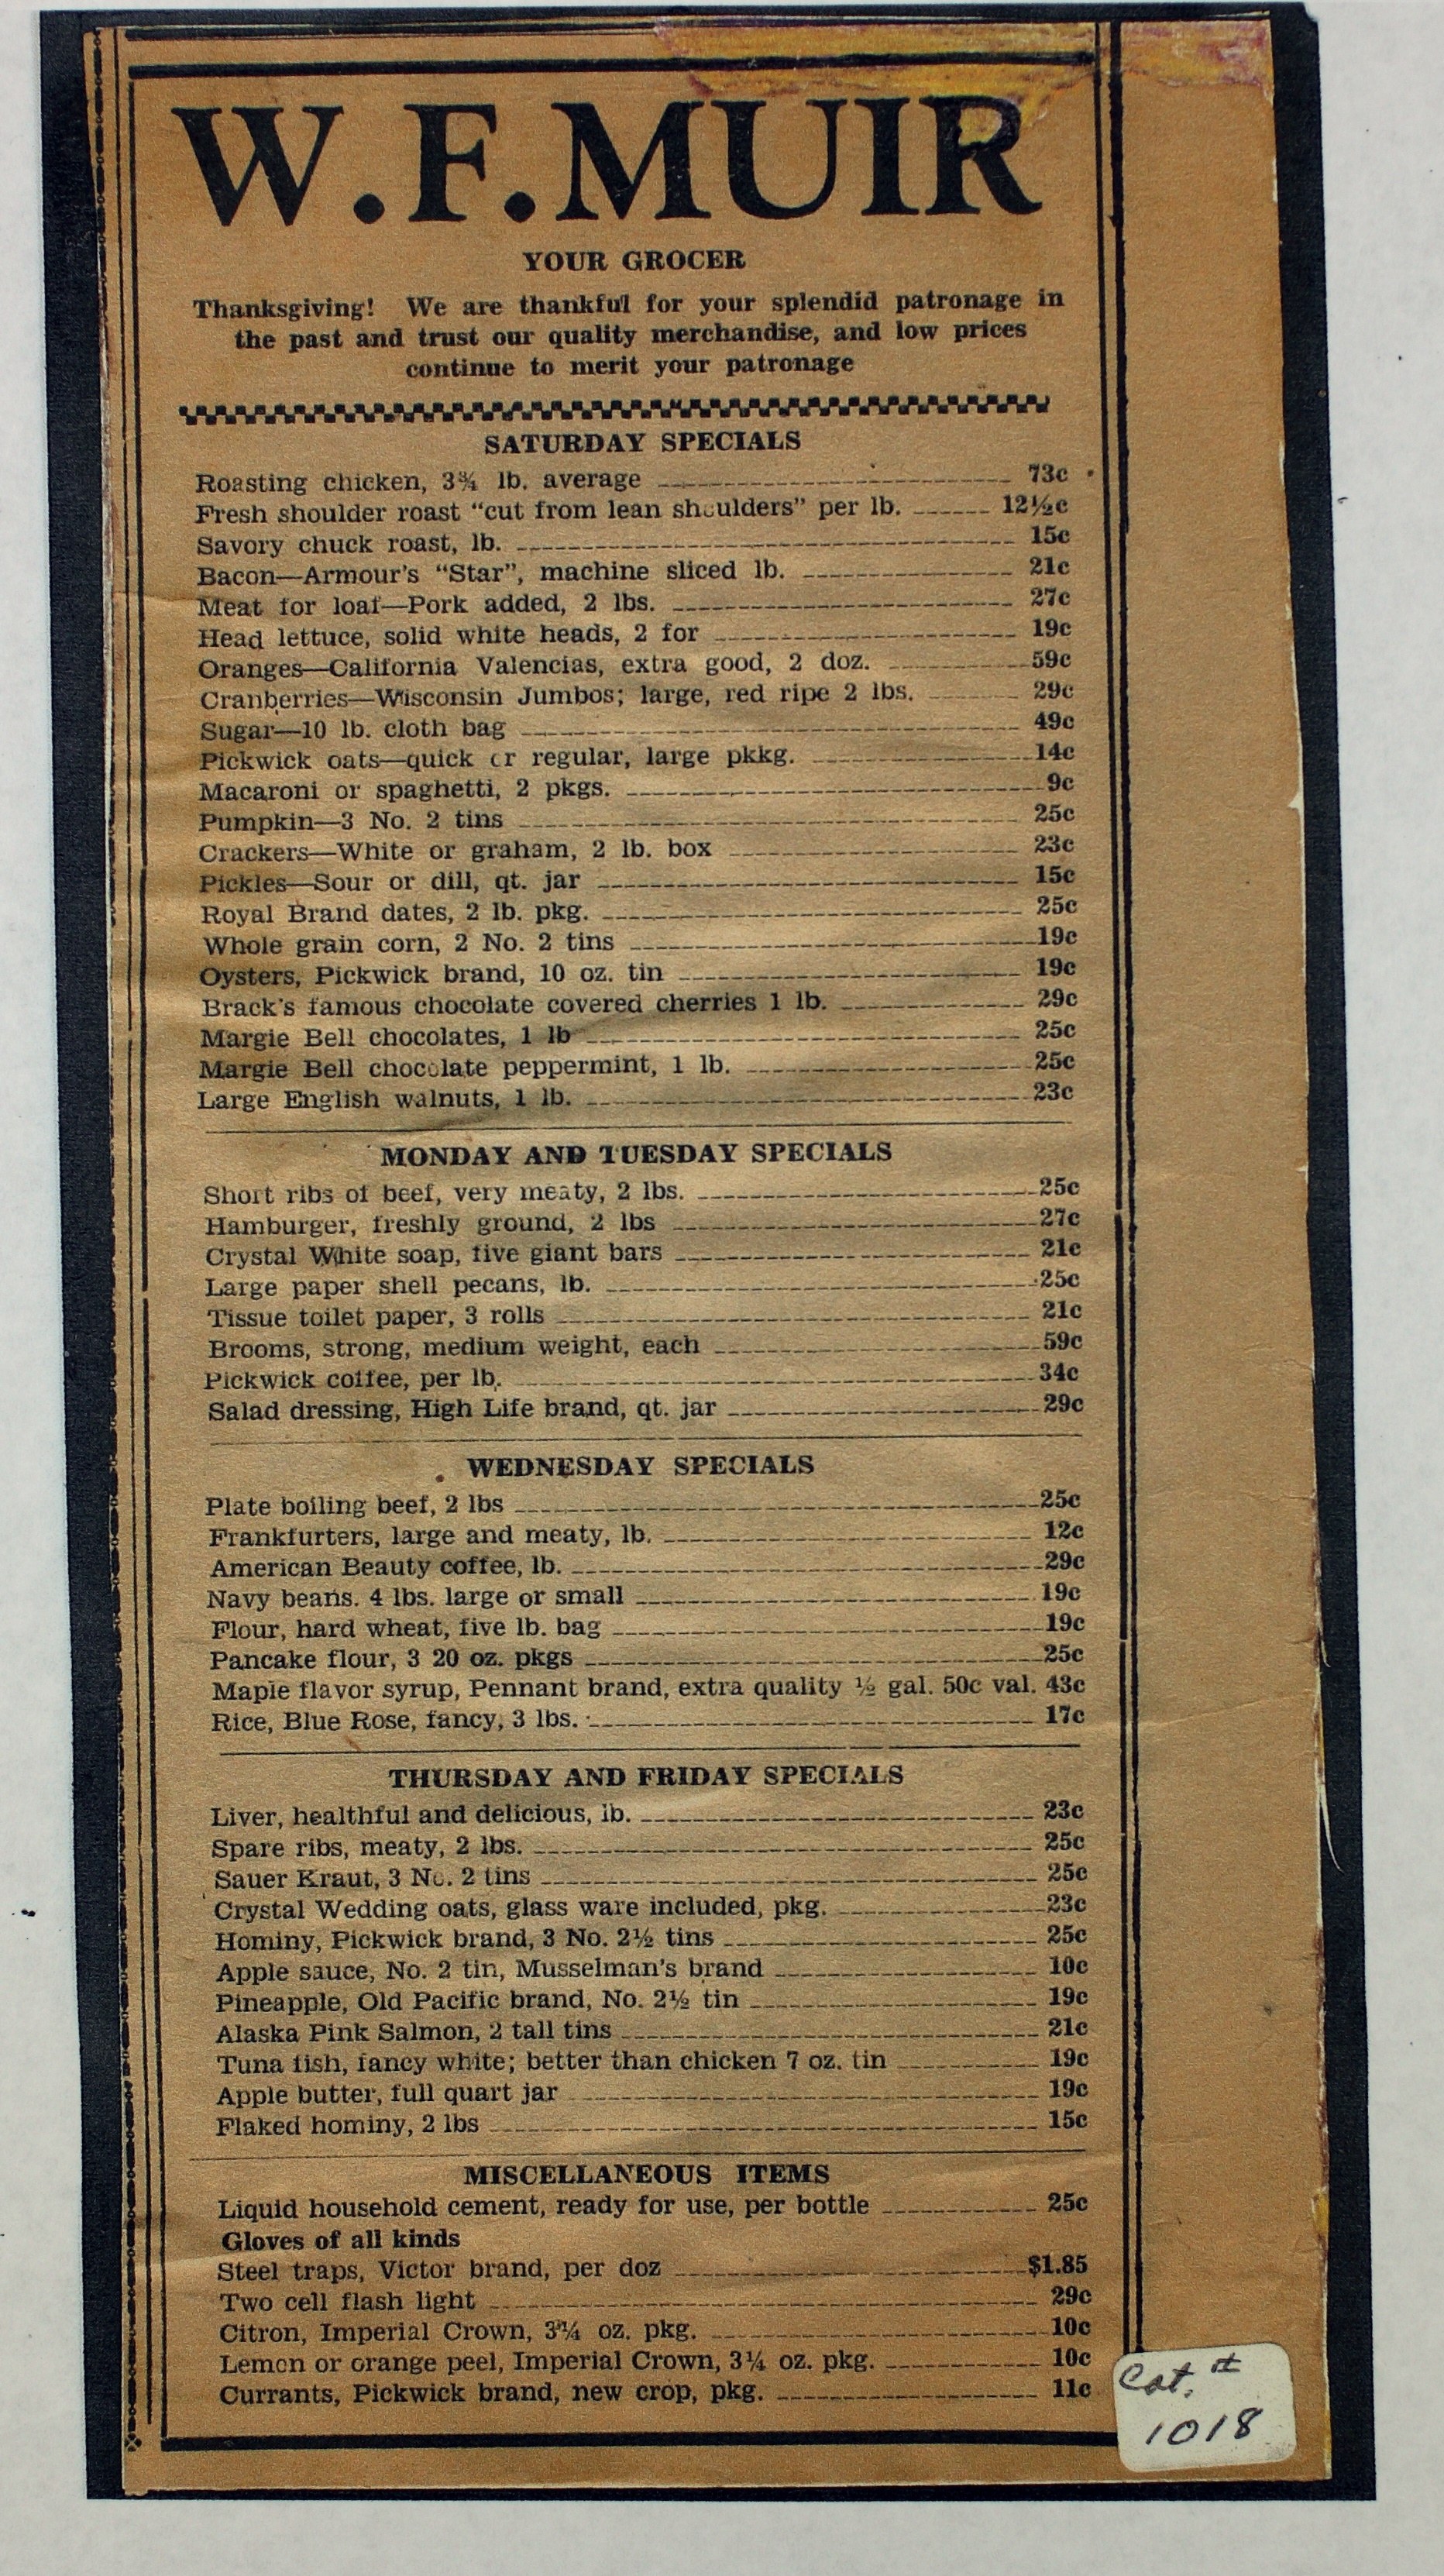 W.F.MUIR
YOUR GROCER
Thanksgiving! We are thankful for your splendid patronage in
the past and trust our quality merchandise, and low prices
continue to merit your patronage
SATURDAY SPECIALS
Roasting chicken, 3¾ lb. average 73c
Fresh shoulder roast “cut from lean shoulders” per lb. 12½c
Savory chuck roast, lb. 15c
Bacon—Armour's “Star”, machine sliced lb. 21c
Meat for loaf—Pork added, 2 lbs. 27c
Head lettuce, solid white heads, 2 for 19c
Oranges—California Valencias, extra good, 2 doz. 59c
Cranberries—Wisconsin Jumbos; large, red ripe 2 lbs. 29c
Sugar—10 lb. cloth bag 49c
Pickwick oats—quick or regular, large pkkg. 14c
Macaroni or spaghetti, 2 pkgs. 9c
Pumpkin—3 No. 2 tins 25c
Crackers—White or graham, 2 lb. box 23c
Pickles—Sour or dill, qt. jar 15c
Royal Brand dates, 2 lb. pkg. 25c
Whole grain corn, 2 No. 2 tins 19c
Oysters, Pickwick brand, 10 oz. tin 19c
Brack's famous chocolate covered cherries 1 lb. 29c
Margie Bell chocolates, 1 lb 25c
Margie Bell chocolate peppermint, 1 lb. 25c
Large English walnuts, 1 lb. 23c
MONDAY AND TUESDAY SPECIALS
Short ribs of beef, very meaty, 2 lbs. 25c
Hamburger, freshly ground, 2 lbs 27c
Crystal White soap, five giant bars 21c
Large paper shell pecans, lb. 25c
Tissue toilet paper, 3 rolls 21c
Brooms, strong, medium weight, each 59c
Pickwick coffee, per lb. 34c
Salad dressing, High Life brand, qt. jar 29c
WEDNESDAY SPECIALS
Plate boiling beef, 2 lbs 25c
Frankfurters, large and meaty, lb. 12c
American Beauty coffee, lb. 29c
Navy beans. 4 lbs. large or small 19c
Flour, hard wheat, five lb. bag 19c
Pancake flour, 3 20 oz. pkgs 25c
Maple flavor syrup, Pennant brand, extra quality ½ gal. 50c val. 43c
Rice, Blue Rose, fancy, 3 lbs. 17c
THURSDAY AND FRIDAY SPECIALS
Liver, healthful and delicious, lb. 23c
Spare ribs, meaty, 2 lbs. 25c
Sauer Kraut, 3 No. 2 tins 25c
Crystal Wedding oats, glass ware included, pkg. 23c
Hominy, Pickwick brand, 3 No. 2½ tins 25c
Apple sauce, No. 2 tin, Musselman's brand 10c
Pineapple, Old Pacific brand, No. 2½ tin 19c
Alaska Pink Salmon, 2 tall tins 21c
Tuna fish, fancy white; better than chicken 7 oz. tin 19c
Apple butter, full quart jar 19c
Flaked hominy, 2 lbs 15c
MISCELLANEOUS ITEMS
Liquid household cement, ready for use, per bottle 25c
Gloves of all kinds
Steel traps, Victor brand, per doz $1.85
Two cell flash light 29c
Citron, Imperial Crown, 3¼ oz. pkg. 10c
Lemon or orange peel, Imperial Crown, 3¼ oz. pkg. 10c
Currants, Pickwick brand, new crop, pkg. 11c
Cat. #
1018